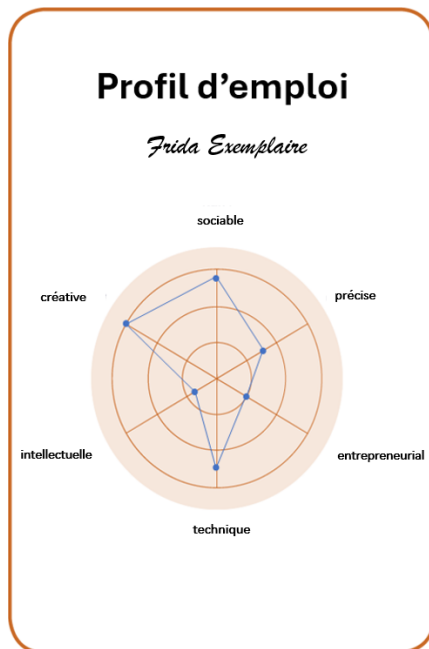 Profil d’emploi
Frida Exemplaire
sociable
créative
précise
intellectuelle
entrepreneurial
technique